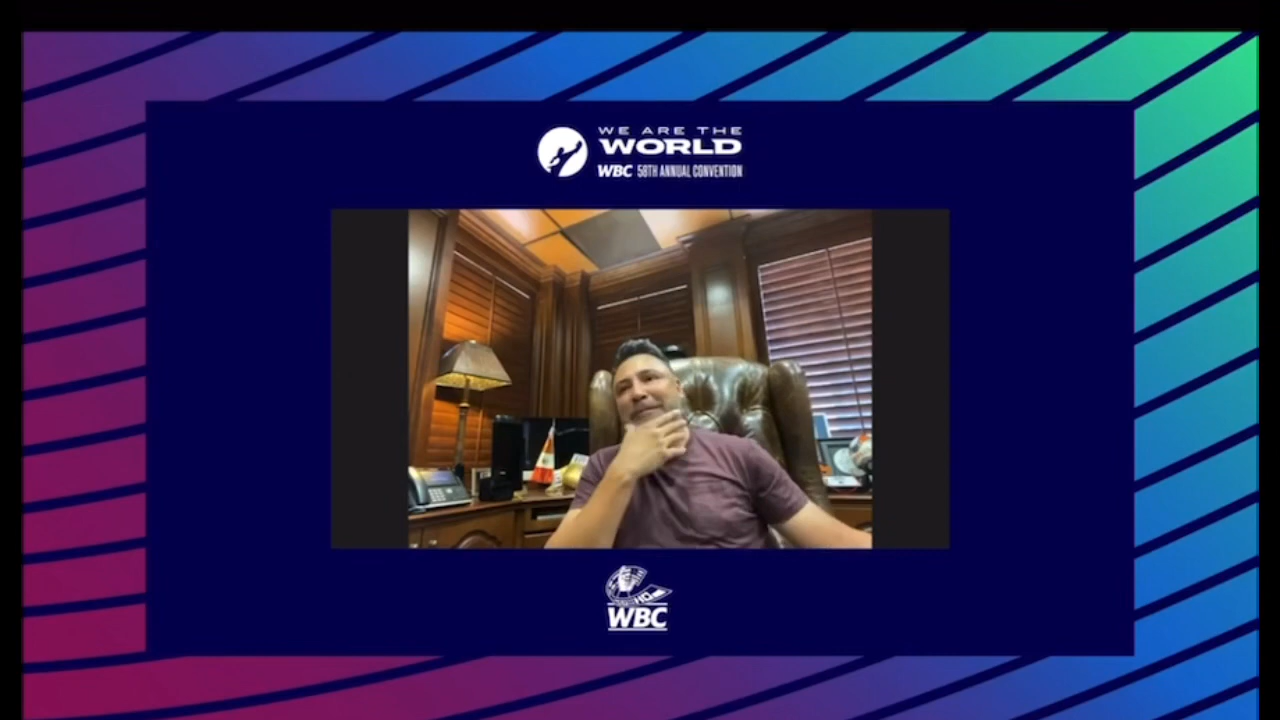 WE ARE THE
WORLD
WBC 58TH ANNUAL CONVENTION
WBC